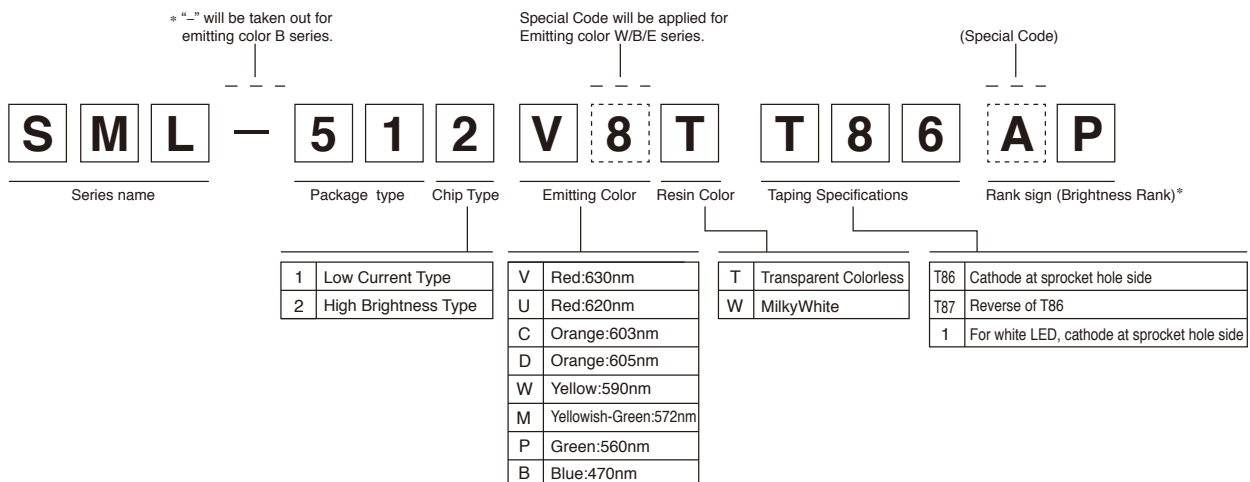 * “–” will be taken out for
emitting color B series.
Special Code will be applied for
Emitting color W/B/E series.
(Special Code)
S M L – 5 1 2 V 8 T T 8 6 A P
Series name
Package type
Chip Type
Emitting Color
Resin Color
Taping Specifications
Rank sign (Brightness Rank)*
1 Low Current Type
2 High Brightness Type
V Red:630nm
U Red:620nm
C Orange:603nm
D Orange:605nm
W Yellow:590nm
M Yellowish-Green:572nm
P Green:560nm
B Blue:470nm
T Transparent Colorless
W MilkyWhite
T86 Cathode at sprocket hole side
T87 Reverse of T86
1 For white LED, cathode at sprocket hole side